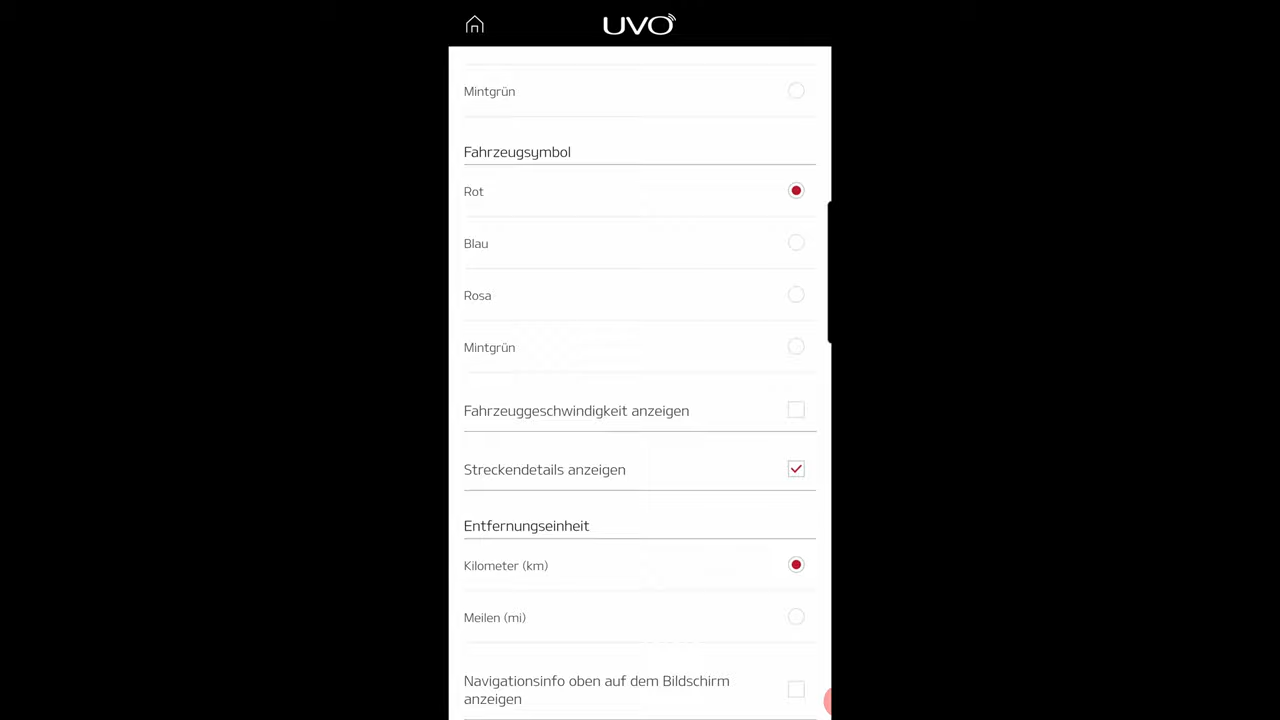 UVO
Mintgrün
Fahrzeugsymbol
Rot
Blau
Rosa
Mintgrün
Fahrzeuggeschwindigkeit anzeigen
Streckendetails anzeigen
Entfernungseinheit
Kilometer (km)
Meilen (mi)
Navigationsinfo oben auf dem Bildschirm
anzeigen